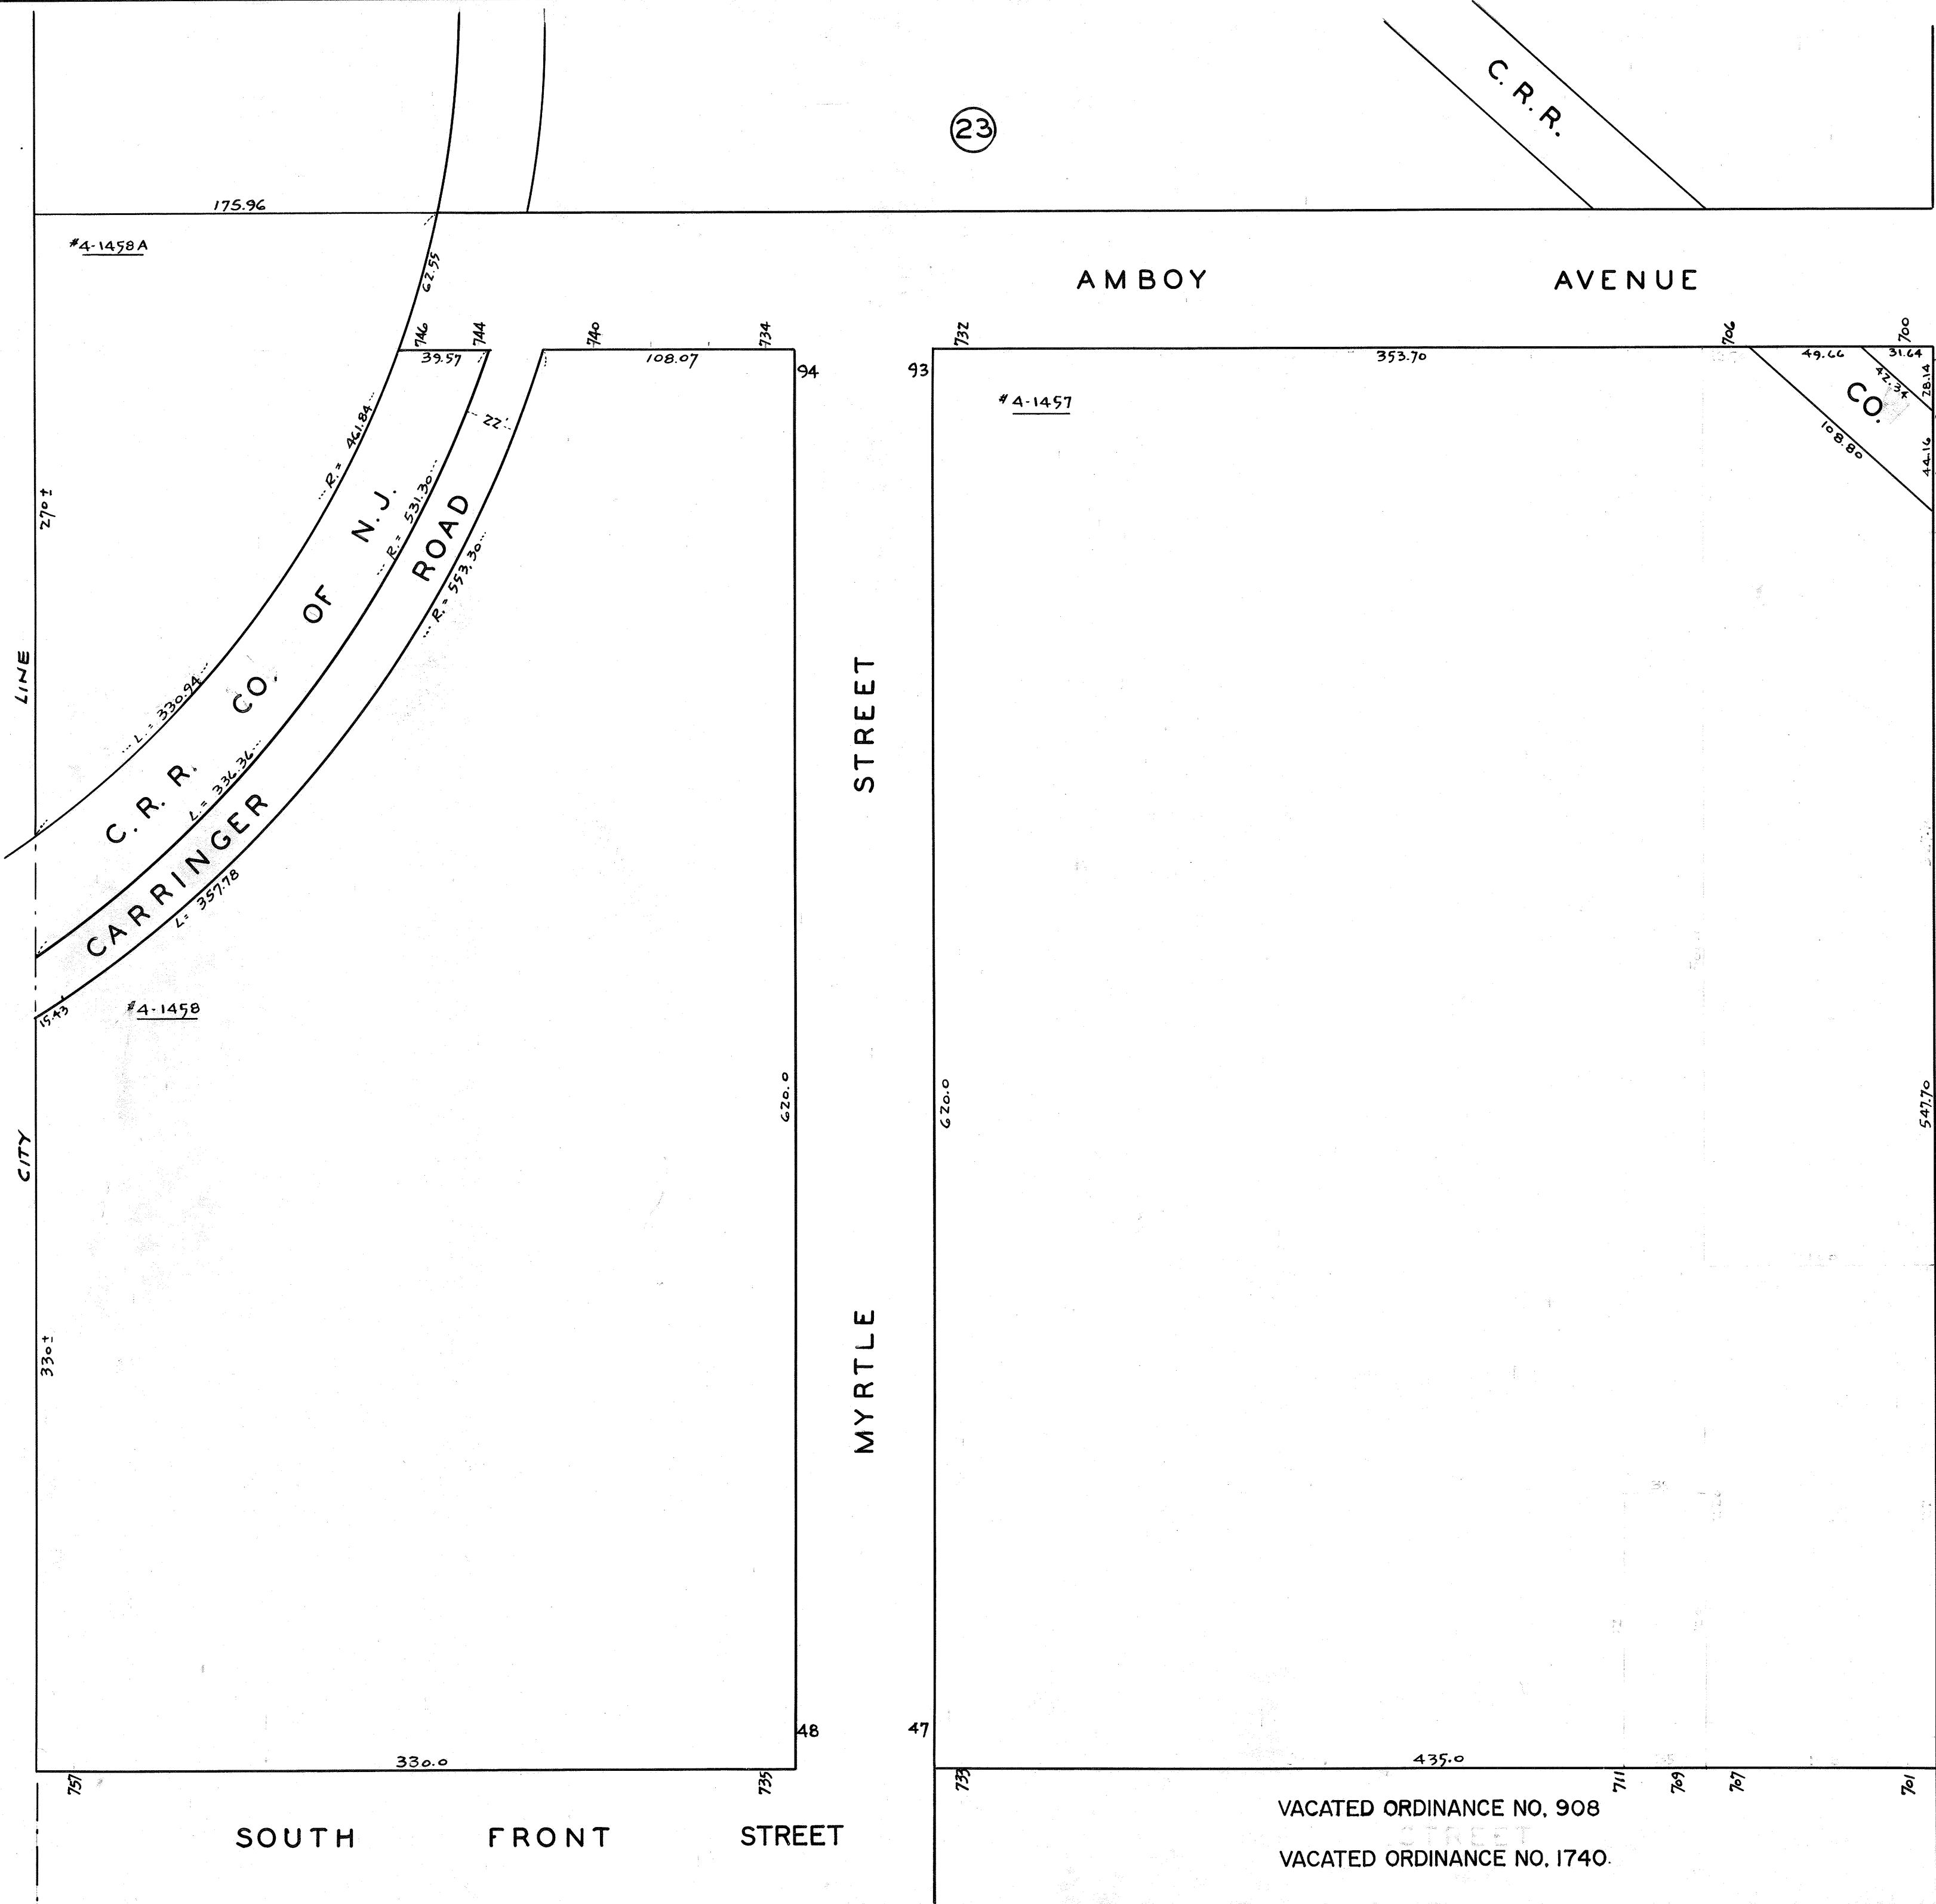 C. R. R.
23
175.96
#4-1458A
62.55
AMBOY AVENUE
746
744
740
734
732
706
700
39.57
108.07
353.70
49.66
31.64
94
93
#4-1457
CO.
42.34
28.14
108.80
44.16
22'
R. = 461.84
270±
R. = 531.30
R. = 553.30
C. R. R. CO. OF N. J.
CARRINGER ROAD
L. = 330.94
L. = 336.36
L = 357.78
15.43
#4-1458
CITY LINE
MYRTLE STREET
620.0
620.0
547.70
330±
48
47
330.0
435.0
757
735
733
711
709
707
701
SOUTH FRONT STREET
VACATED ORDINANCE NO. 908
STREET
VACATED ORDINANCE NO. 1740.